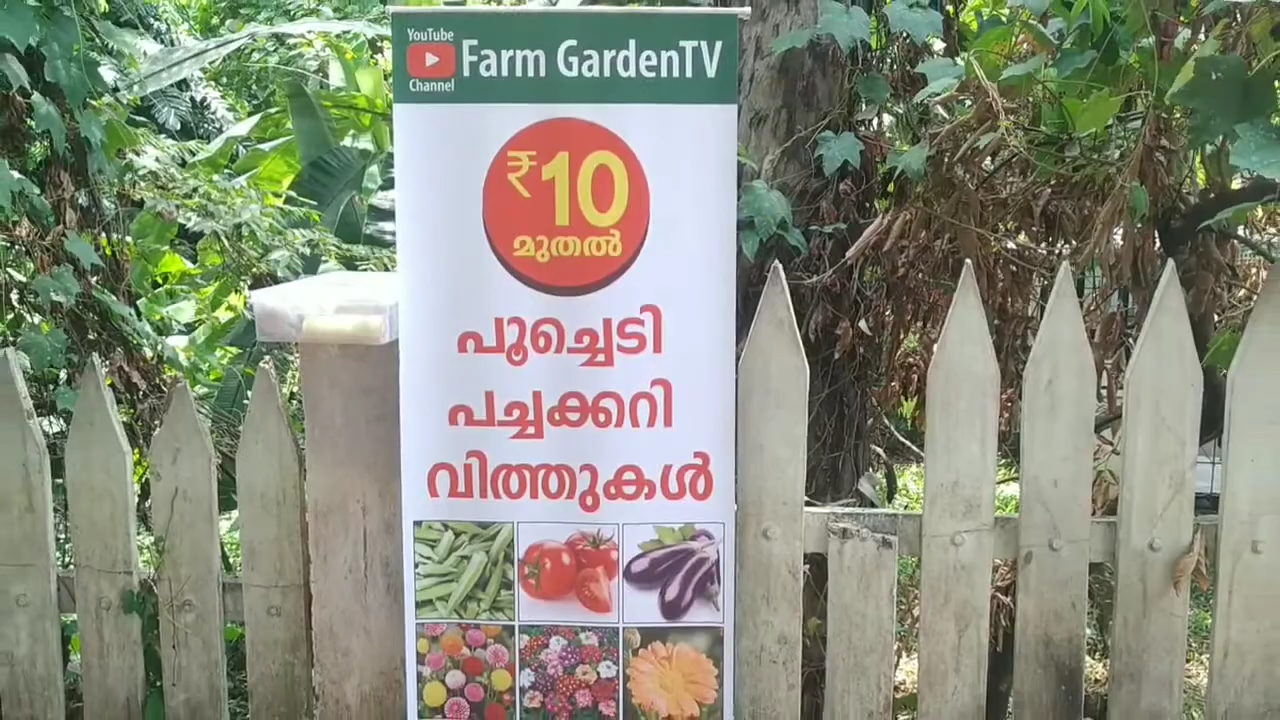 YouTube
Channel
Farm GardenTV
₹10
മുതൽ
പൂച്ചെടി
പച്ചക്കറി
വിത്തുകൾ